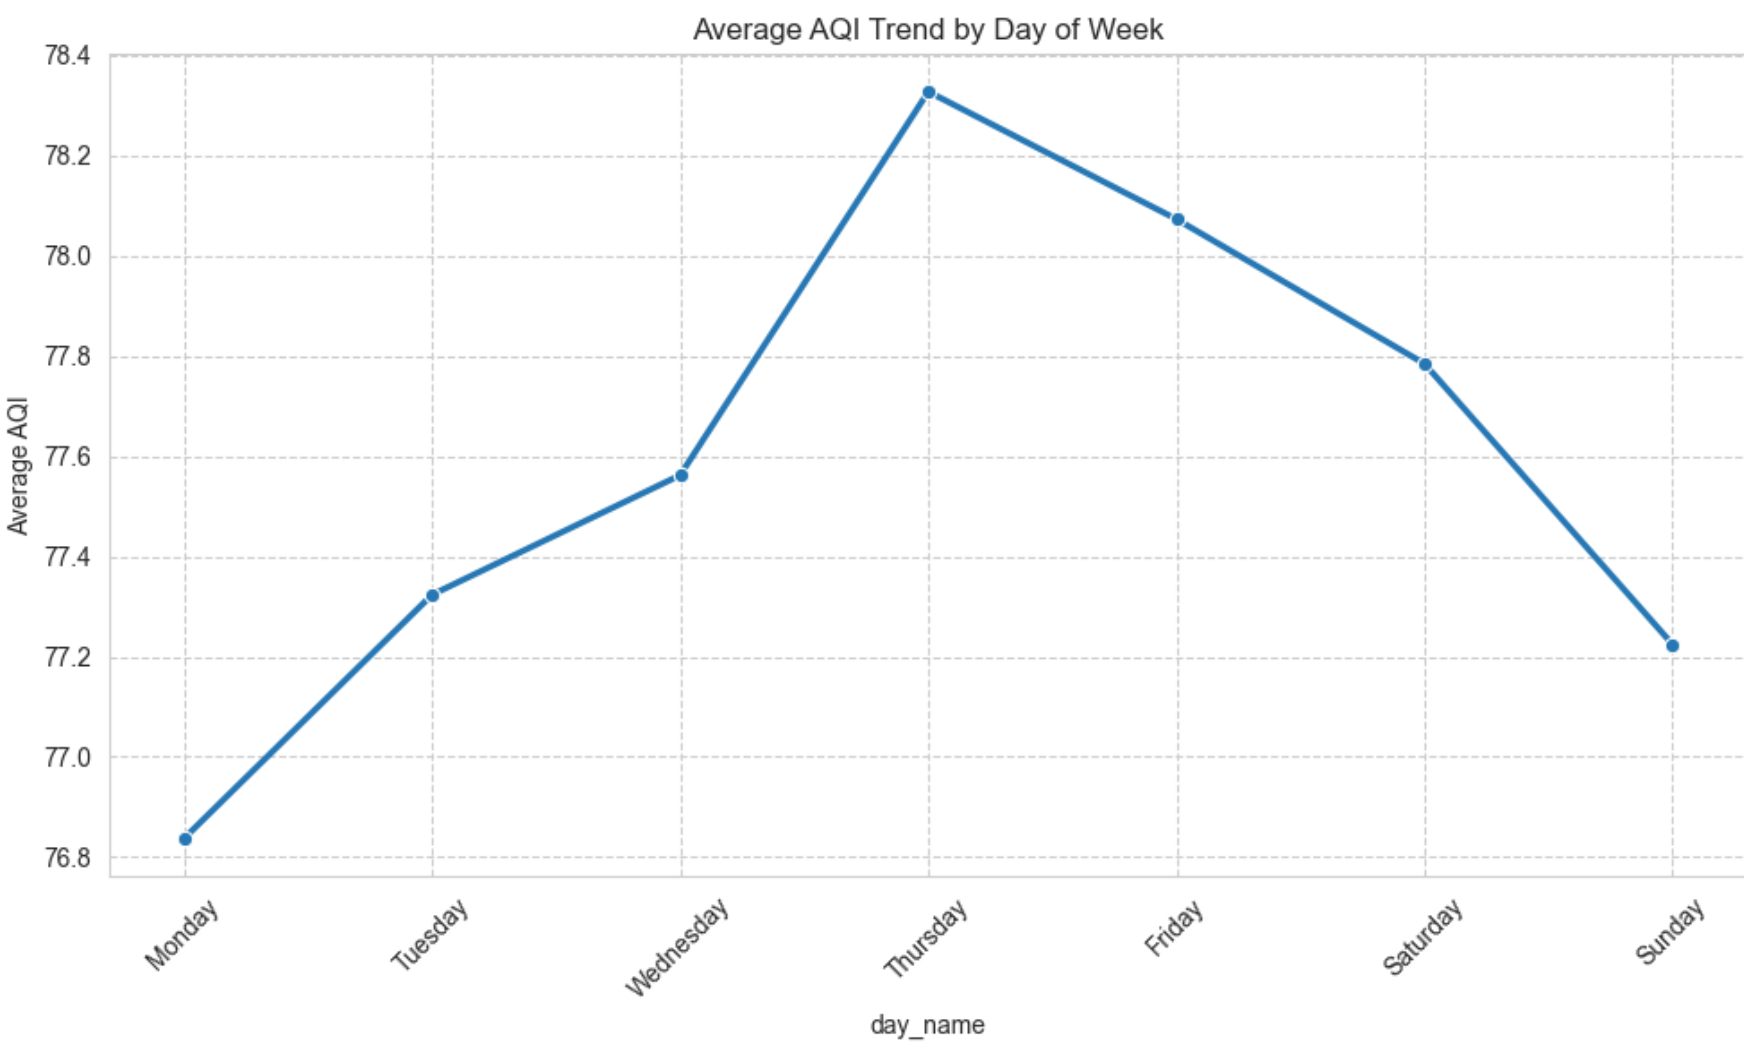 Average AQI Trend by Day of Week
78.4
78.2
78.0
77.8
77.6
77.4
77.2
77.0
76.8
Average AQI
Monday
Tuesday
Wednesday
Thursday
Friday
Saturday
Sunday
day_name